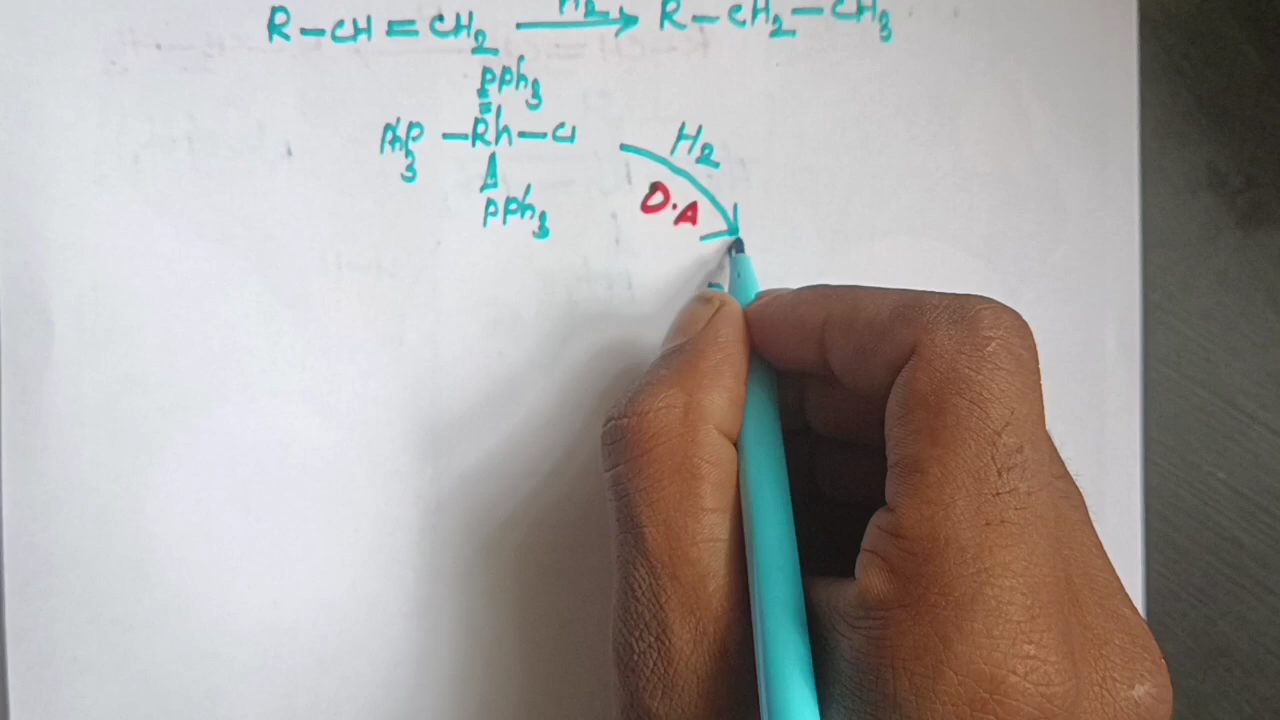 R-CH=CH2 H2 R-CH2-CH3
PPh3
Ph3P-Rh-Cl H2
O.A
PPh3